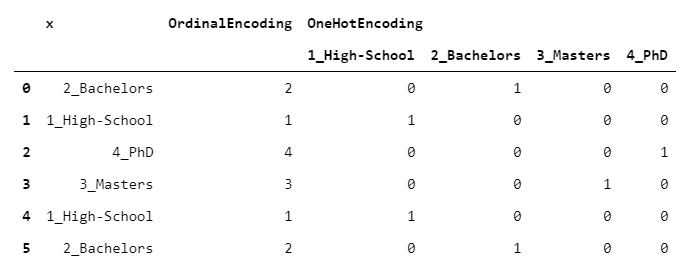 x OrdinalEncoding OneHotEncoding
1_High-School 2_Bachelors 3_Masters 4_PhD
0 2_Bachelors 2 0 1 0 0
1 1_High-School 1 1 0 0 0
2 4_PhD 4 0 0 0 1
3 3_Masters 3 0 0 1 0
4 1_High-School 1 1 0 0 0
5 2_Bachelors 2 0 1 0 0